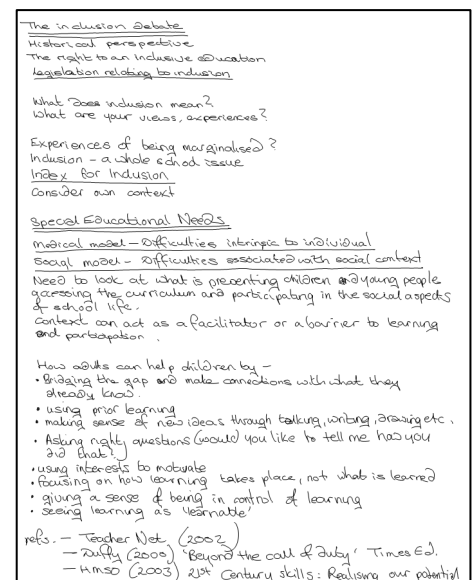 The inclusion Debate
Historical perspective
The right to an Inclusive Education
Legislation relating to inclusion
What Does inclusion mean?
What are your views, experiences?
Experiences of being marginalised?
Inclusion - a whole school issue
Index for Inclusion
Consider own context
Special Educational Needs
Medical model - Difficulties intrinsic to individual
Social model - Difficulties associated with social context
Need to look at what is preventing children and young people
accessing the curriculum and participating in the social aspects
of school life.
Context can act as a facilitator or a barrier to learning
and participation.
How adults can help children by -
• Bridging the gap and make connections with what they
already know.
• using prior learning
• making sense of new ideas through talking, writing, drawing etc.
• Asking right questions (would you like to tell me how you
did that?)
• using interests to motivate
• focusing on how learning takes place, not what is learned
• giving a sense of being in control of learning
• seeing learning as 'learnable'
refs. - Teacher Net (2002)
- Duffy (2000) 'Beyond the call of duty' Times Ed.
- HMSO (2003) 21st Century skills: Realising our potential